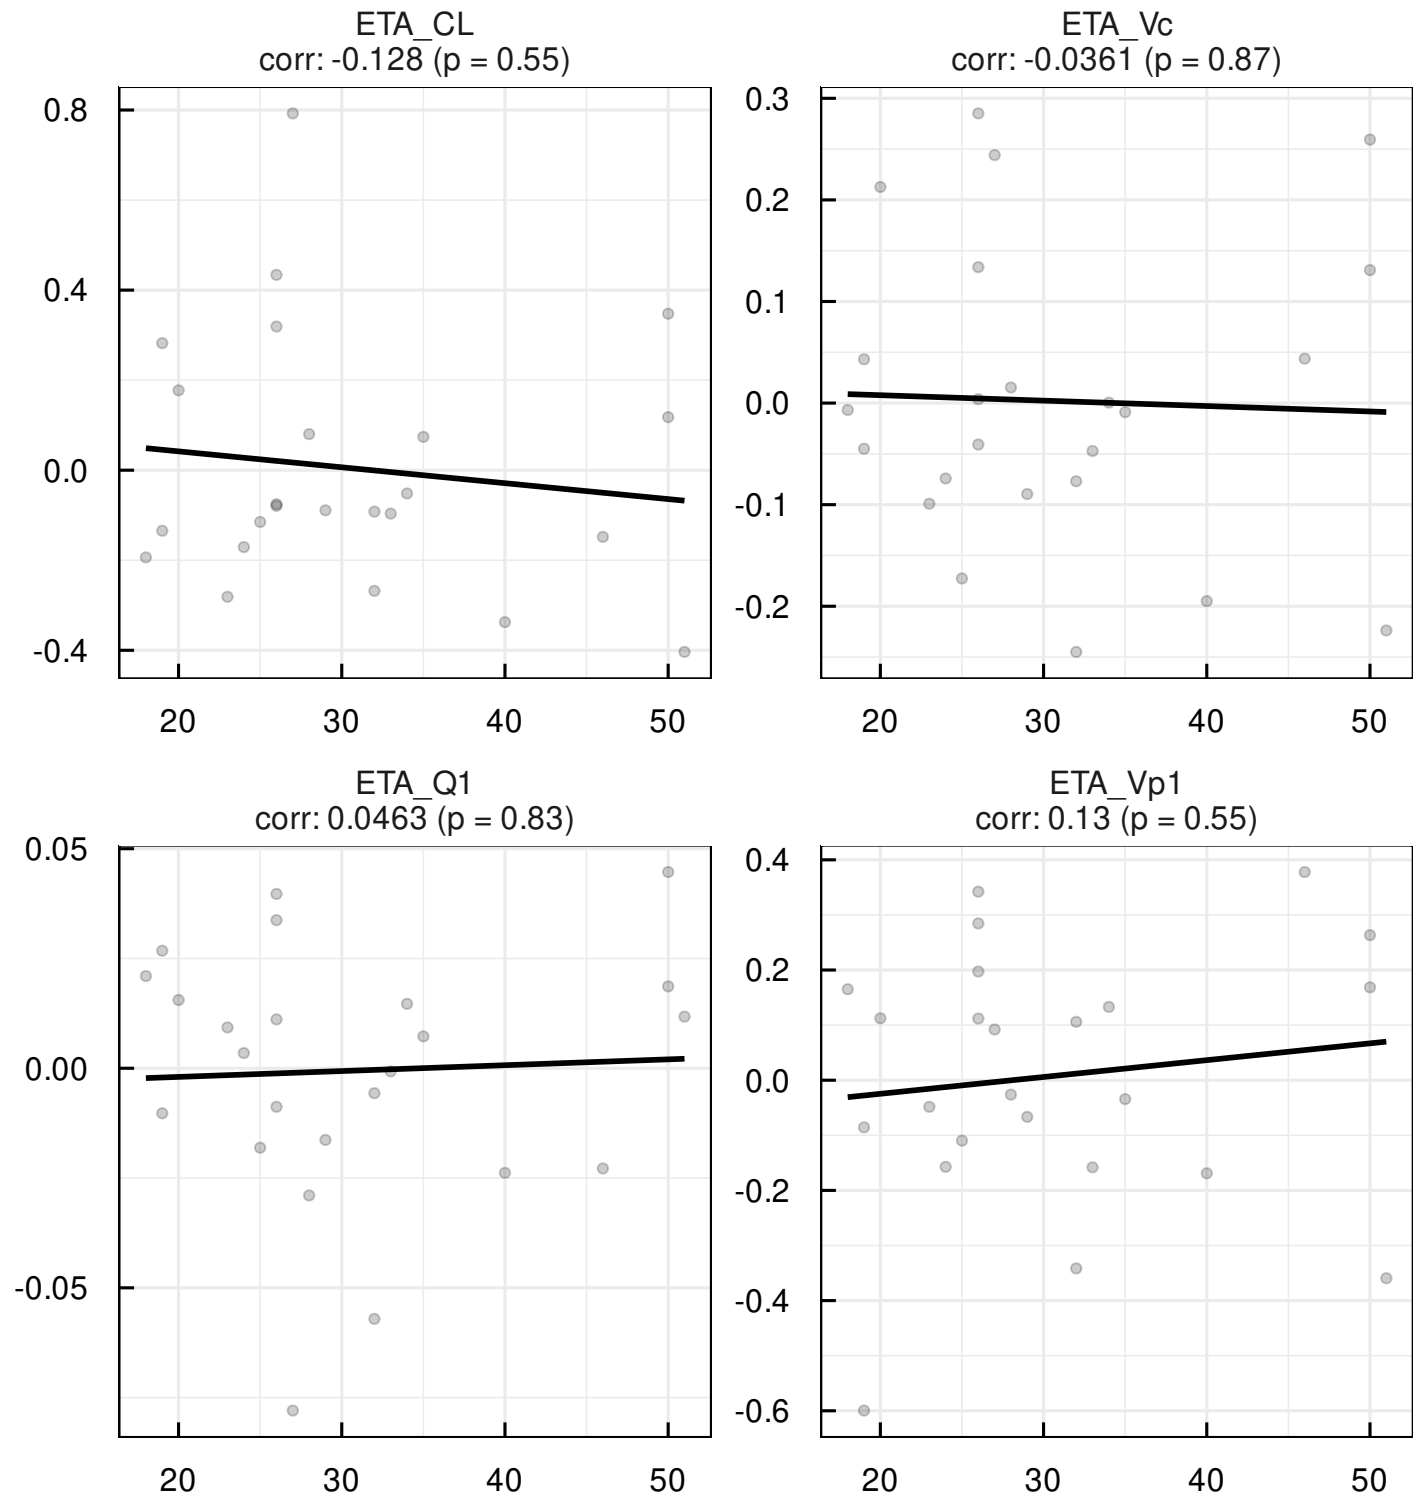 ETA_CL
corr: -0.128 (p = 0.55)
0.8
0.4
0.0
-0.4
20 30 40 50
ETA_Vc
corr: -0.0361 (p = 0.87)
0.3
0.2
0.1
0.0
-0.1
-0.2
20 30 40 50
ETA_Q1
corr: 0.0463 (p = 0.83)
0.05
0.00
-0.05
20 30 40 50
ETA_Vp1
corr: 0.13 (p = 0.55)
0.4
0.2
0.0
-0.2
-0.4
-0.6
20 30 40 50